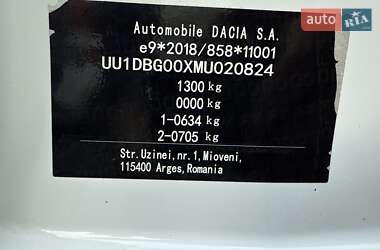 AUTO RIA
Automobile DACIA S.A.
e9*2018/858*11001
UU1DBG00XMU020824
1300 kg
0000 kg
1-0634 kg
2-0705 kg
Str. Uzinei, nr. 1, Mioveni,
115400 Arges, Romania